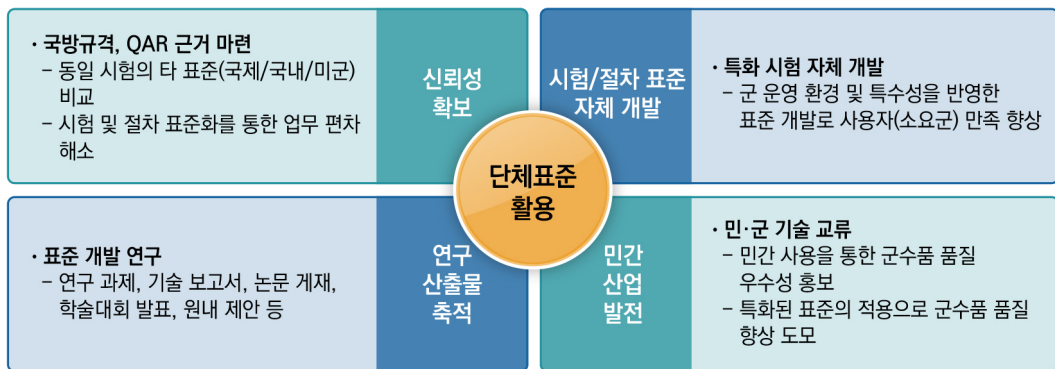 · 국방규격, QAR 근거 마련
– 동일 시험의 타 표준(국제/국내/미군)
비교
– 시험 및 절차 표준화를 통한 업무 편차
해소
신뢰성
확보
시험/절차 표준
자체 개발
· 특화 시험 자체 개발
– 군 운영 환경 및 특수성을 반영한
표준 개발로 사용자(소요군) 만족 향상
단체표준
활용
· 표준 개발 연구
– 연구 과제, 기술 보고서, 논문 게재,
학술대회 발표, 원내 제안 등
연구
산출물
축적
민간
산업
발전
· 민·군 기술 교류
– 민간 사용을 통한 군수품 품질
우수성 홍보
– 특화된 표준의 적용으로 군수품 품질
향상 도모